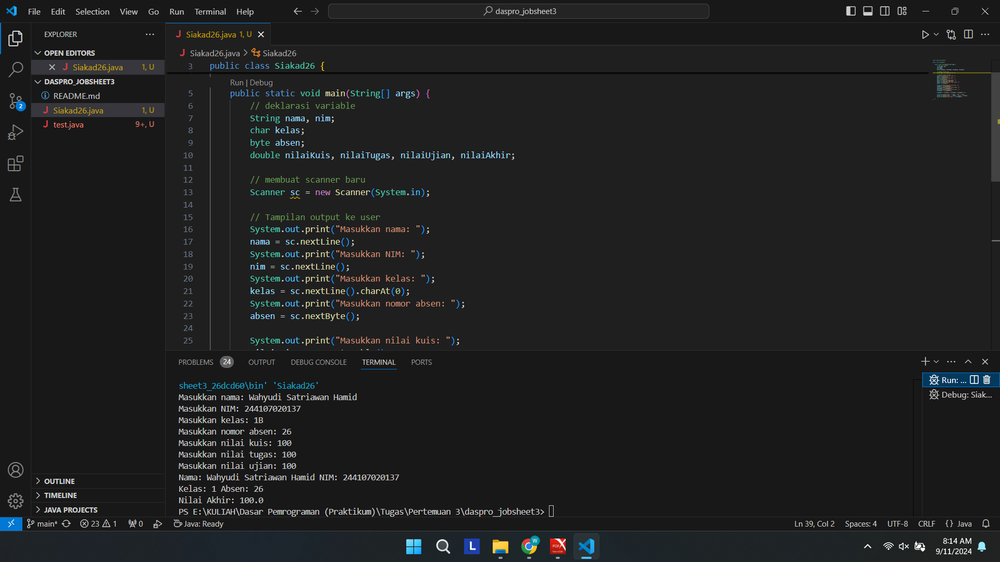 File Edit Selection View Go Run Terminal Help
daspro_jobsheet3
EXPLORER
OPEN EDITORS
Siakad26.java 1, U
DASPRO_JOBSHEET3
README.md
Siakad26.java 1, U
test.java 9+, U
2
OUTLINE
TIMELINE
JAVA PROJECTS
Siakad26.java 1, U
Siakad26.java > Siakad26
3 public class Siakad26 {
Run | Debug
5 public static void main(String[] args) {
6 // deklarasi variable
7 String nama, nim;
8 char kelas;
9 byte absen;
10 double nilaiKuis, nilaiTugas, nilaiUjian, nilaiAkhir;
11
12 // membuat scanner baru
13 Scanner sc = new Scanner(System.in);
14
15 // Tampilan output ke user
16 System.out.print("Masukkan nama: ");
17 nama = sc.nextLine();
18 System.out.print("Masukkan NIM: ");
19 nim = sc.nextLine();
20 System.out.print("Masukkan kelas: ");
21 kelas = sc.nextLine().charAt(0);
22 System.out.print("Masukkan nomor absen: ");
23 absen = sc.nextByte();
24
25 System.out.print("Masukkan nilai kuis: ");
PROBLEMS 24 OUTPUT DEBUG CONSOLE TERMINAL PORTS
sheet3_26dcd60\bin' 'Siakad26'
Masukkan nama: Wahyudi Satriawan Hamid
Masukkan NIM: 244107020137
Masukkan kelas: 1B
Masukkan nomor absen: 26
Masukkan nilai kuis: 100
Masukkan nilai tugas: 100
Masukkan nilai ujian: 100
Nama: Wahyudi Satriawan Hamid NIM: 244107020137
Kelas: 1 Absen: 26
Nilai Akhir: 100.0
PS E:\KULIAH\Dasar Pemrograman (Praktikum)\Tugas\Pertemuan 3\daspro_jobsheet3>
Run: ...
Debug: Siak...
main* 23 1 0 Java: Ready
Ln 39, Col 2 Spaces: 4 UTF-8 CRLF {} Java
L
W
PDF
8:14 AM
9/11/2024